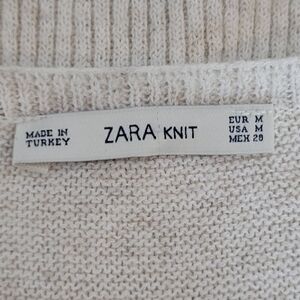 MADE IN
TURKEY
ZARA KNIT
EUR M
USA M
MEX 28